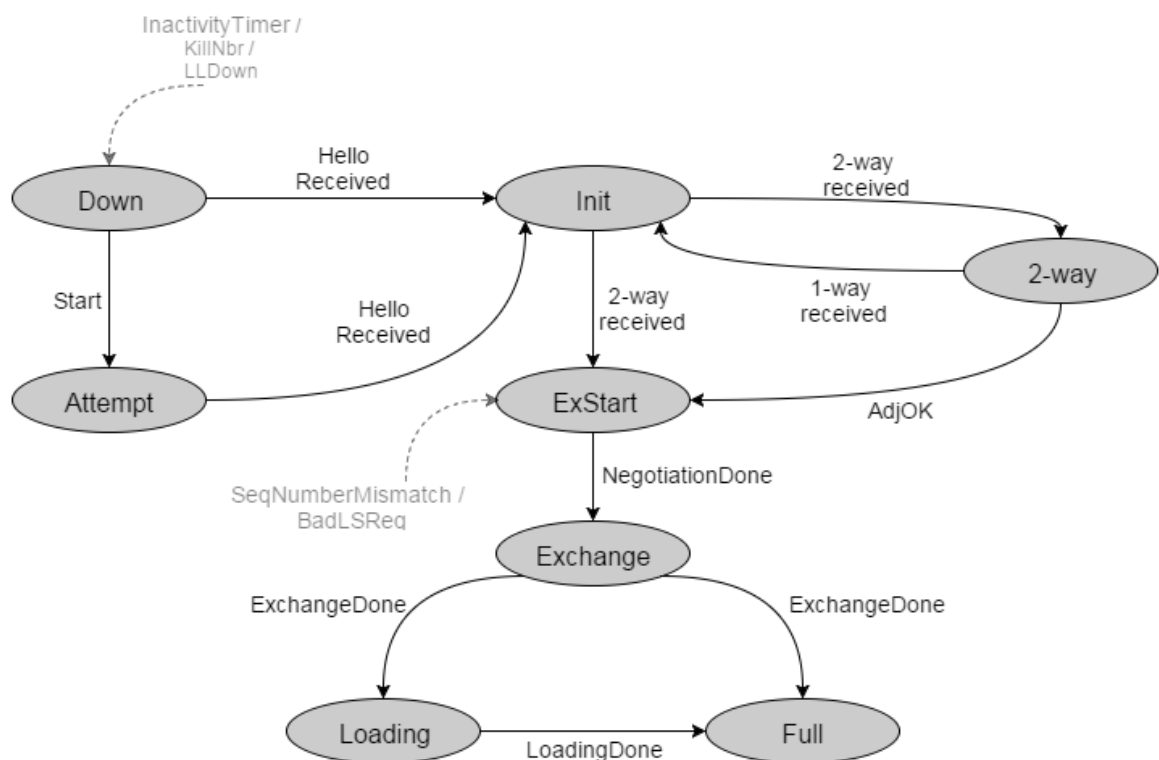 InactivityTimer /
KillNbr /
LLDown
Hello
Received
2-way
received
Down
Init
2-way
1-way
received
Start
Hello
Received
2-way
received
Attempt
ExStart
AdjOK
NegotiationDone
SeqNumberMismatch /
BadLSReq
Exchange
ExchangeDone
ExchangeDone
Loading
LoadingDone
Full